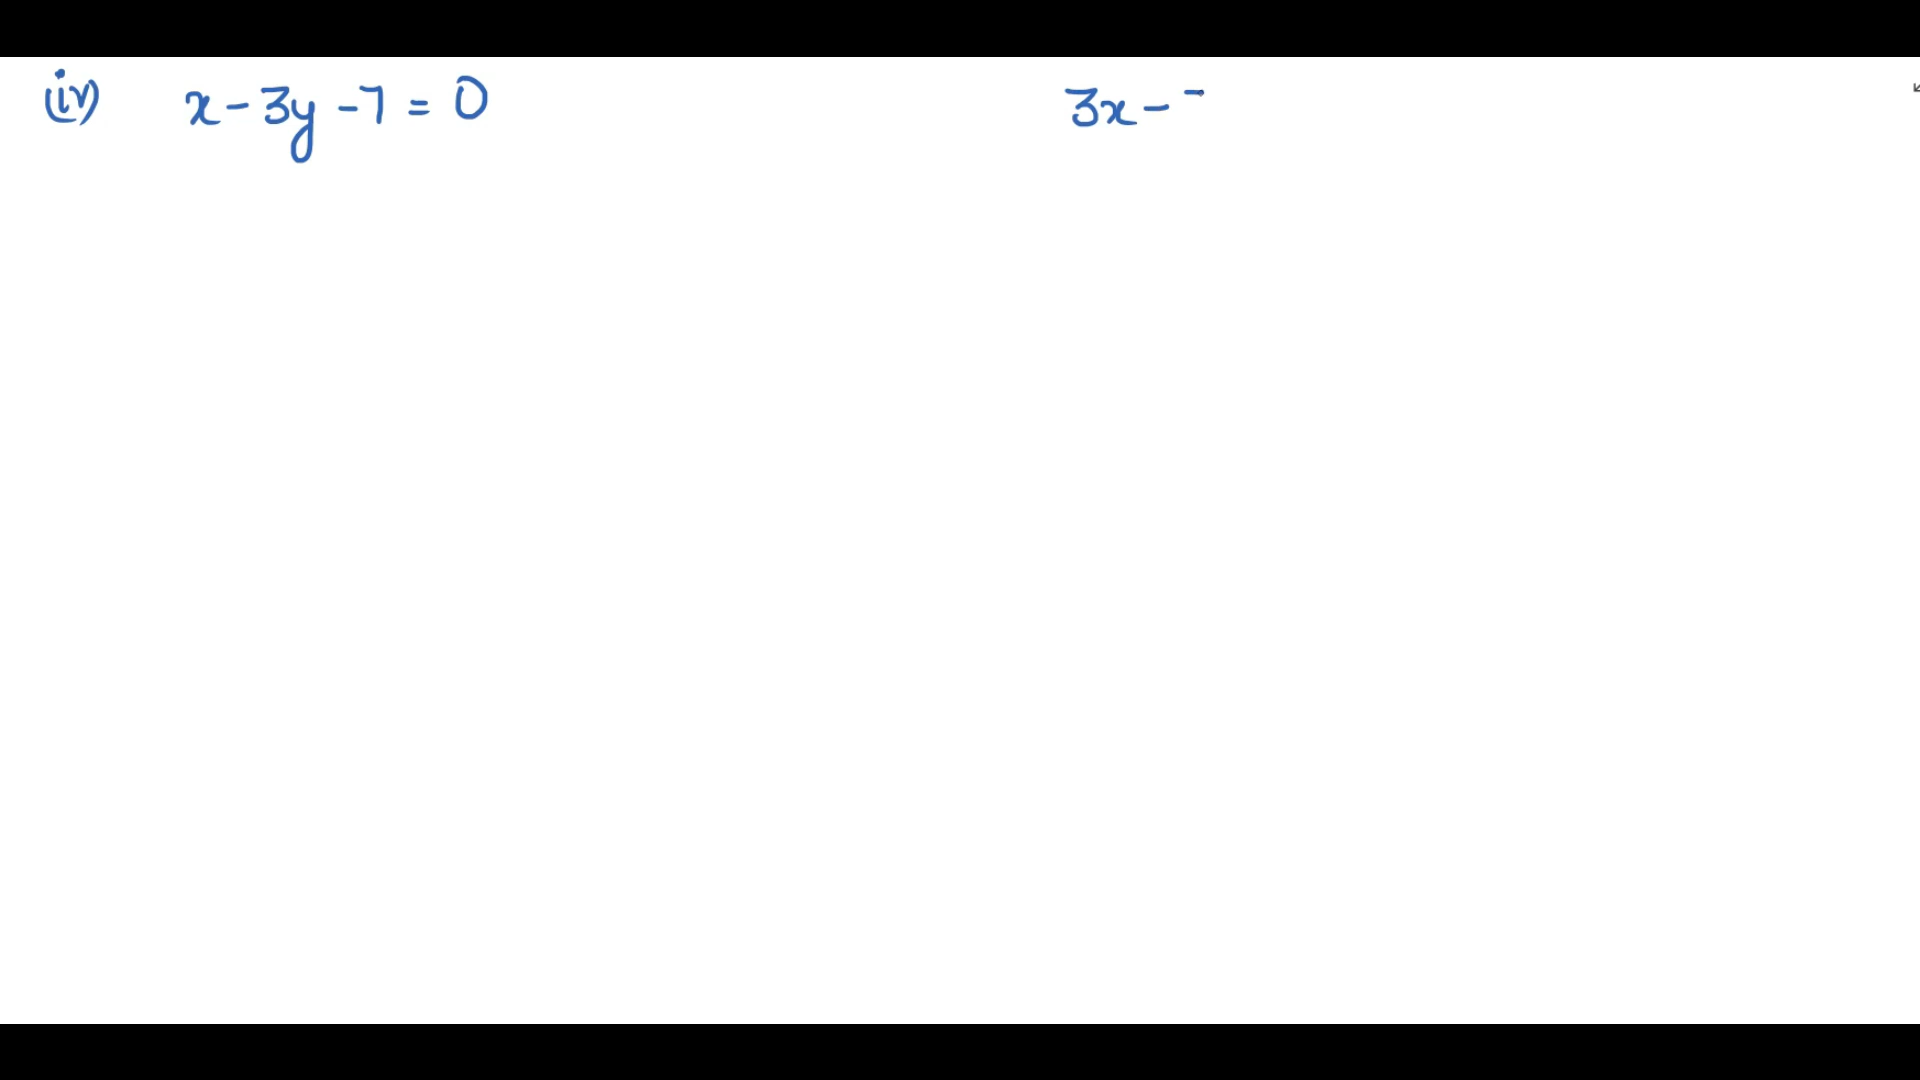 (iv) x - 3y - 7 = 0 3x -